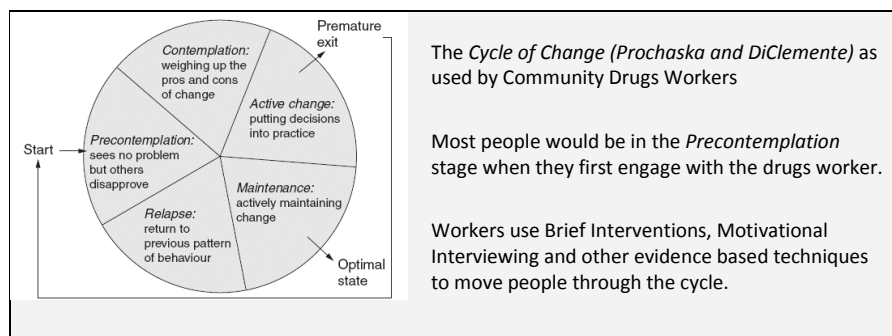 Premature
exit
Contemplation:
weighing up the
pros and cons
of change
Active change:
putting decisions
into practice
Start
Precontemplation:
sees no problem
but others
disapprove
Maintenance:
actively maintaining
change
Relapse:
return to
previous pattern
of behaviour
Optimal
state
The Cycle of Change (Prochaska and DiClemente) as
used by Community Drugs Workers
Most people would be in the Precontemplation
stage when they first engage with the drugs worker.
Workers use Brief Interventions, Motivational
Interviewing and other evidence based techniques
to move people through the cycle.